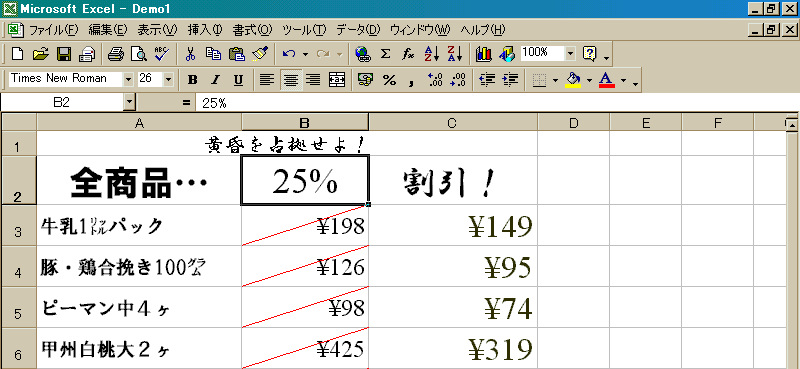 Microsoft Excel - Demo1
ファイル(F) 編集(E) 表示(V) 挿入(I) 書式(O) ツール(T) データ(D) ウィンドウ(W) ヘルプ(H)
100%
Times New Roman 26 B I U
B2 = 25%
A B C D E F
1 黄昏を占拠せよ!
2 全商品… 25% 割引!
3 牛乳1㍑パック ¥198 ¥149
4 豚・鶏合挽き100㌘ ¥126 ¥95
5 ピーマン中4ヶ ¥98 ¥74
6 甲州白桃大2ヶ ¥425 ¥319